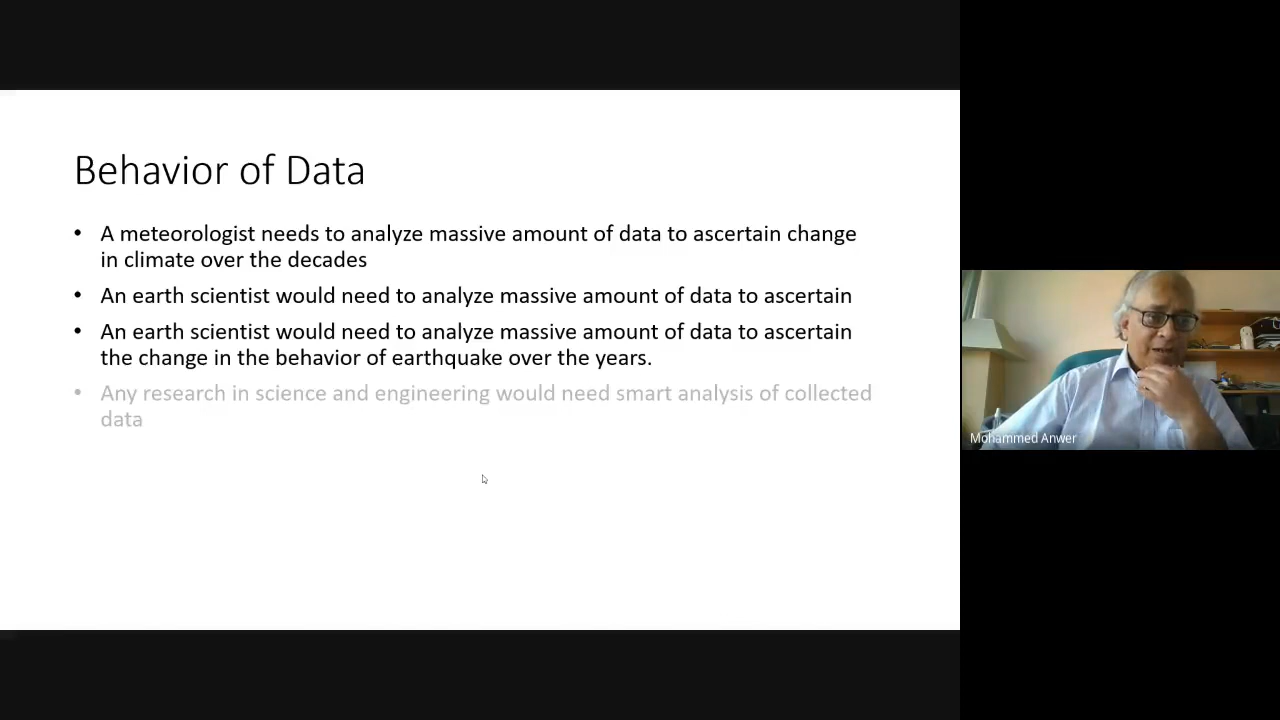 Behavior of Data
• A meteorologist needs to analyze massive amount of data to ascertain change
in climate over the decades
• An earth scientist would need to analyze massive amount of data to ascertain
• An earth scientist would need to analyze massive amount of data to ascertain
the change in the behavior of earthquake over the years.
• Any research in science and engineering would need smart analysis of collected
data
Mohammed Anwer